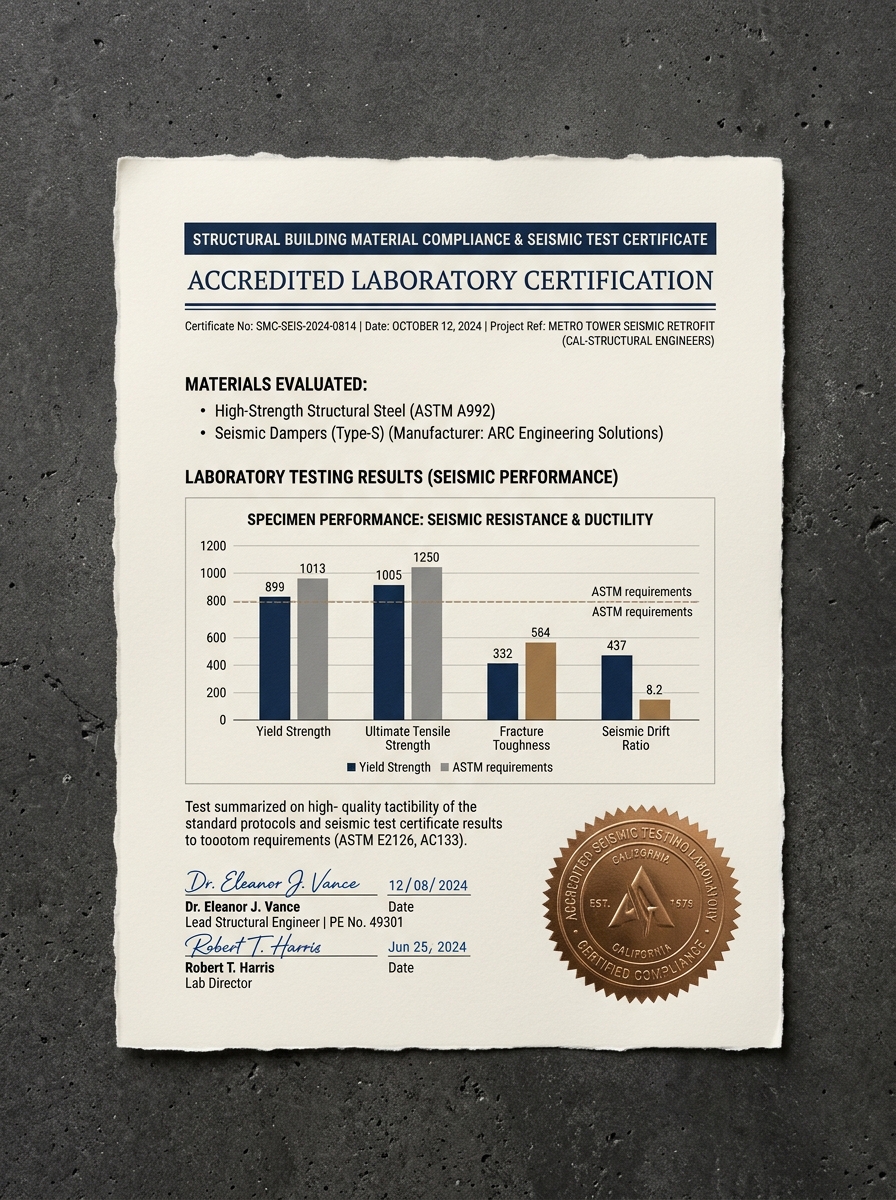 STRUCTURAL BUILDING MATERIAL COMPLIANCE & SEISMIC TEST CERTIFICATE
ACCREDITED LABORATORY CERTIFICATION
Certificate No: SMC-SEIS-2024-0814 | Date: OCTOBER 12, 2024 | Project Ref: METRO TOWER SEISMIC RETROFIT
(CAL-STRUCTURAL ENGINEERS)
MATERIALS EVALUATED:
• High-Strength Structural Steel (ASTM A992)
• Seismic Dampers (Type-S) (Manufacturer: ARC Engineering Solutions)
LABORATORY TESTING RESULTS (SEISMIC PERFORMANCE)
SPECIMEN PERFORMANCE: SEISMIC RESISTANCE & DUCTILITY
1200
1000
800
600
400
200
0
899
1013
1005
1250
332
564
437
8.2
ASTM requirements
ASTM requirements
Yield Strength
Ultimate Tensile
Strength
Fracture
Toughness
Seismic Drift
Ratio
Yield Strength
ASTM requirements
Test summarized on high- quality tactibility of the
standard protocols and seismic test certificate results
to toootom requirements (ASTM E2126, AC133).
Dr. Eleanor J. Vance 12/08/2024
Dr. Eleanor J. Vance Date
Lead Structural Engineer | PE No. 49301
Robert T. Harris Jun 25, 2024
Robert T. Harris Date
Lab Director
ACCREDITED SEISMIC TESTING LABORATORY
EST.
CALIFORNIA
CERTIFIED COMPLIANCE